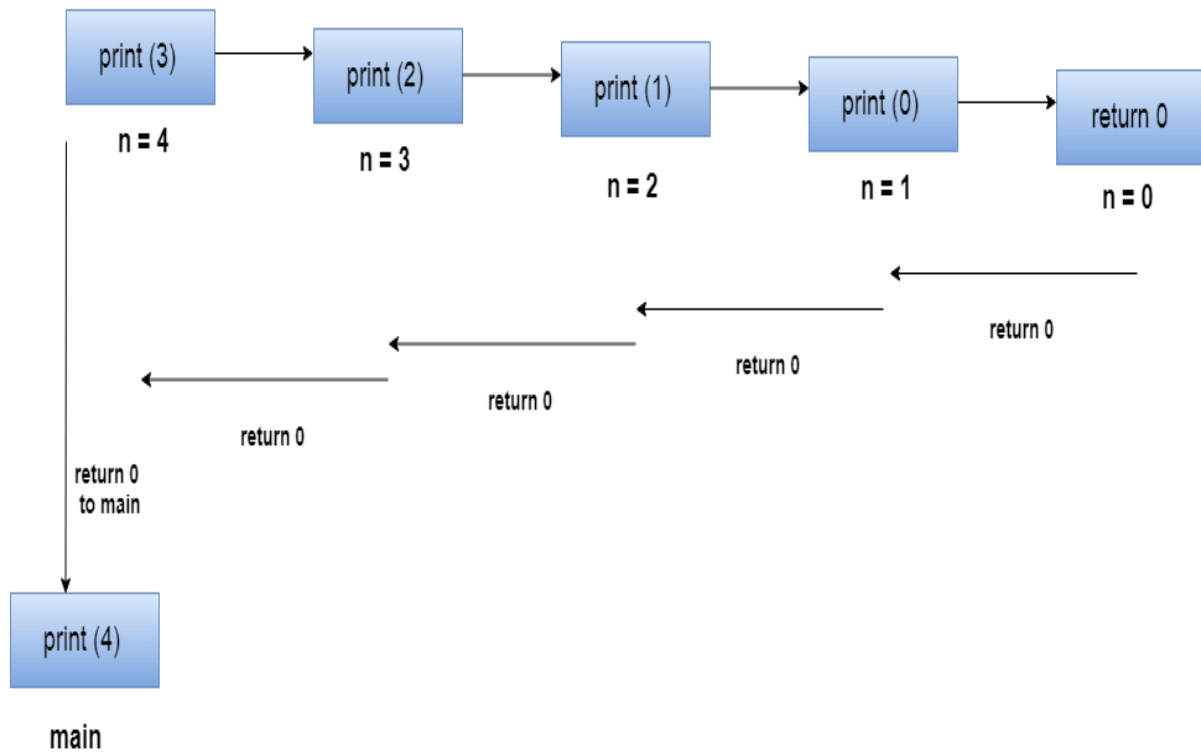 print (3)
print (2)
print (1)
print (0)
return 0
n = 4
n = 3
n = 2
n = 1
n = 0
return 0
return 0
return 0
return 0
return 0
to main
print (4)
main